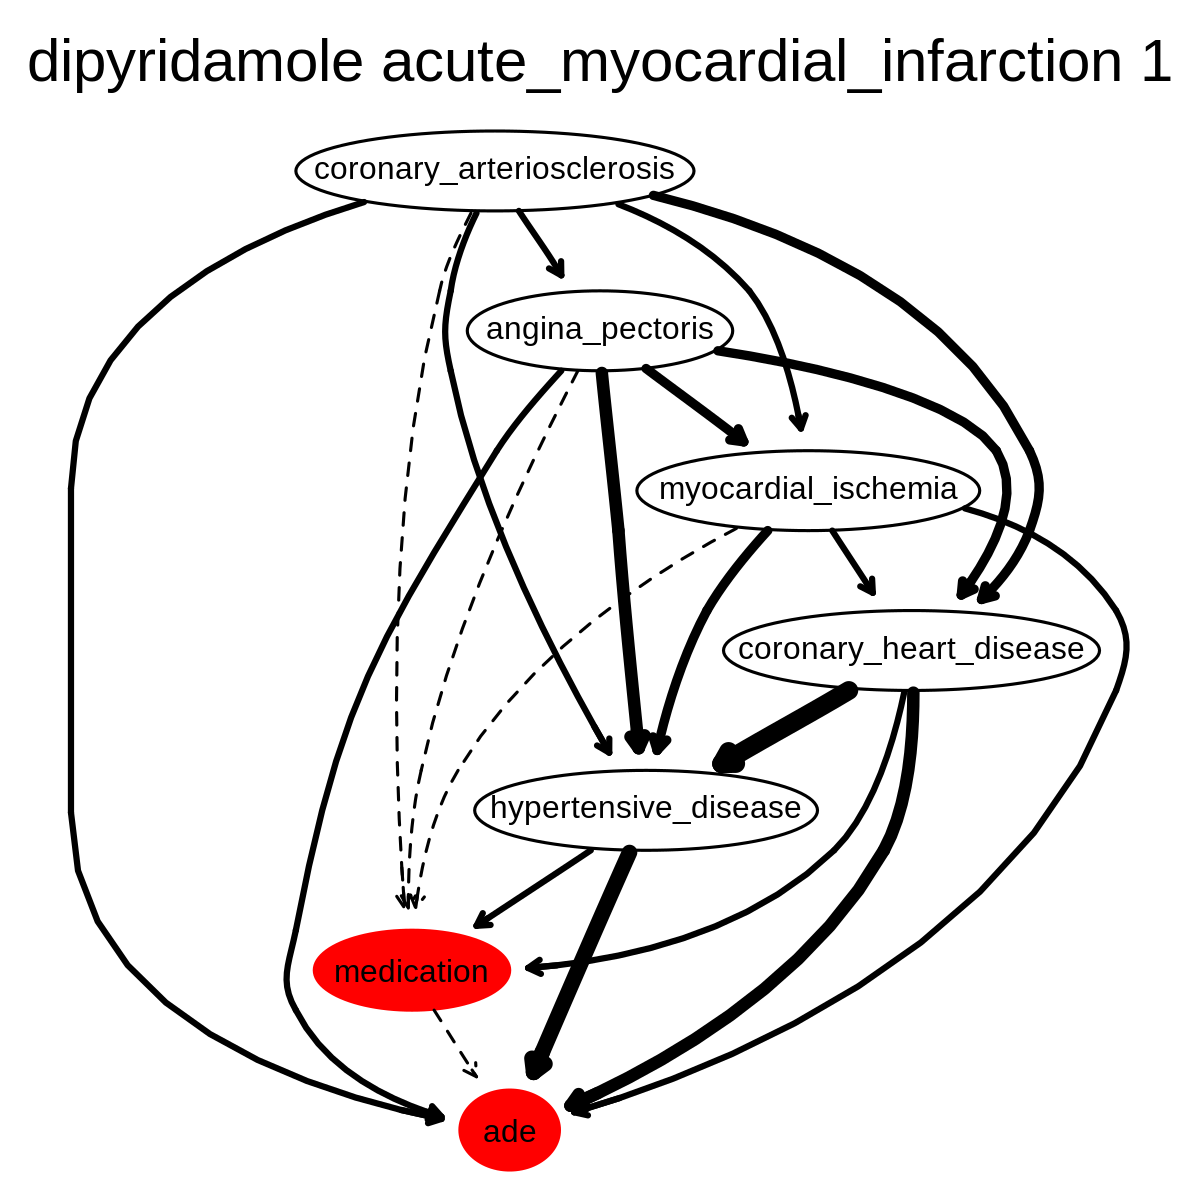 dipyridamole acute_myocardial_infarction 1
coronary_arteriosclerosis
angina_pectoris
myocardial_ischemia
coronary_heart_disease
hypertensive_disease
medication
ade